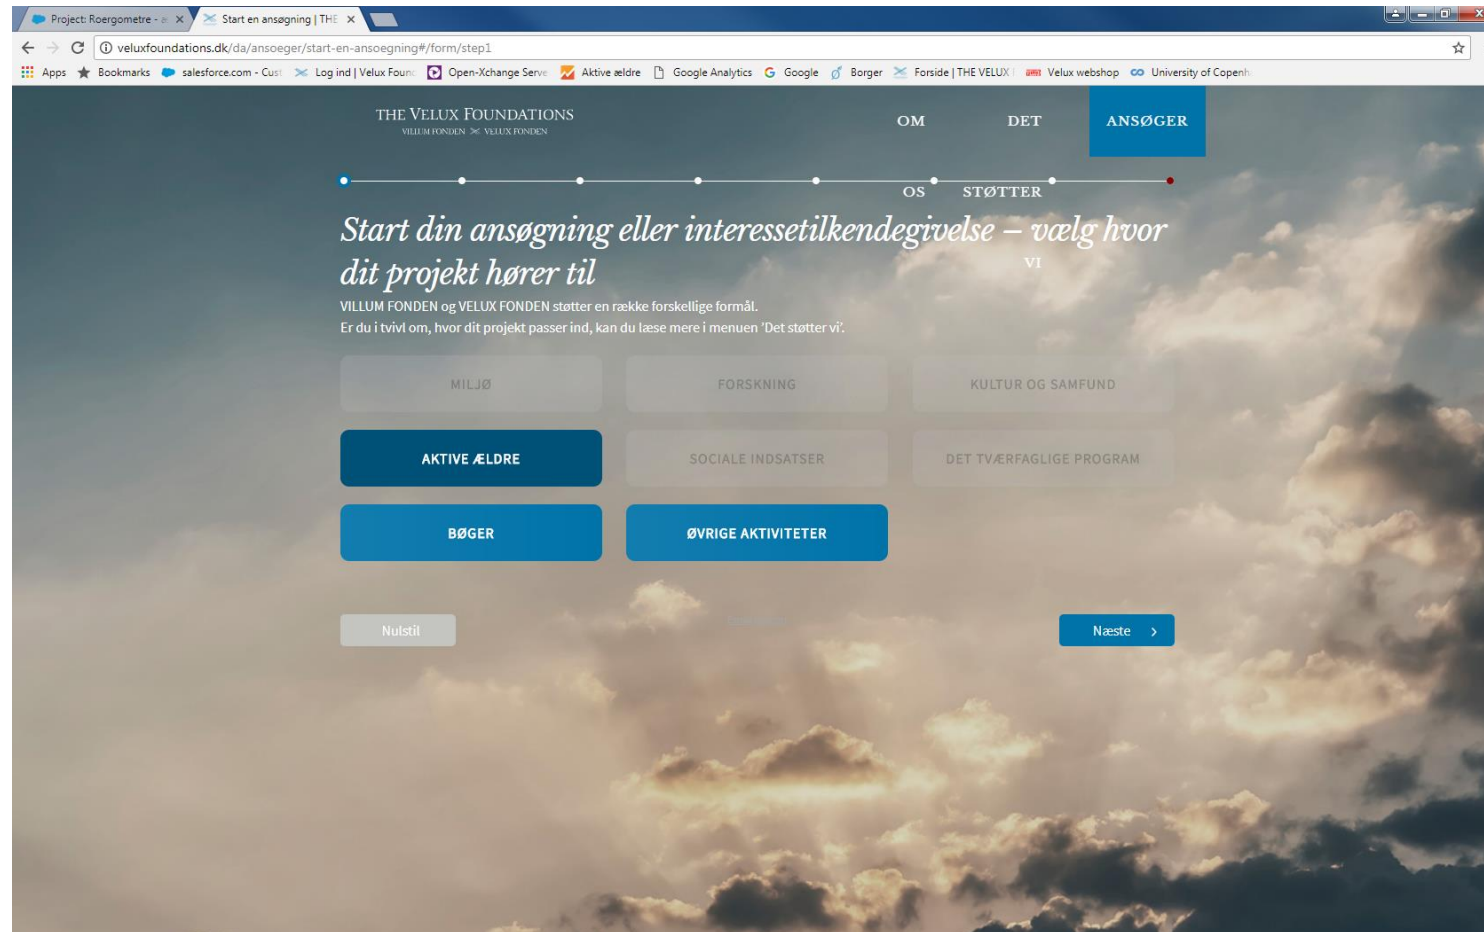 Project: Roergometre - a
Start en ansøgning | THE
veluxfoundations.dk/da/ansoeger/start-en-ansoegning#/form/step1
Apps Bookmarks salesforce.com - Cust Log ind | Velux Found Open-Xchange Serve Aktive ældre Google Analytics Google Borger Forside | THE VELUX F Velux webshop University of Copenh
THE VELUX FOUNDATIONS
VILLUM FONDEN VELUX FONDEN
OM DET ANSØGER
OS STØTTER
VI
Start din ansøgning eller interessetilkendegivelse – vælg hvor
dit projekt hører til
VILLUM FONDEN og VELUX FONDEN støtter en række forskellige formål.
Er du i tvivl om, hvor dit projekt passer ind, kan du læse mere i menuen 'Det støtter vi'.
MILJØ FORSKNING KULTUR OG SAMFUND
AKTIVE ÆLDRE SOCIALE INDSATSER DET TVÆRFAGLIGE PROGRAM
BØGER ØVRIGE AKTIVITETER
Nulstil Næste